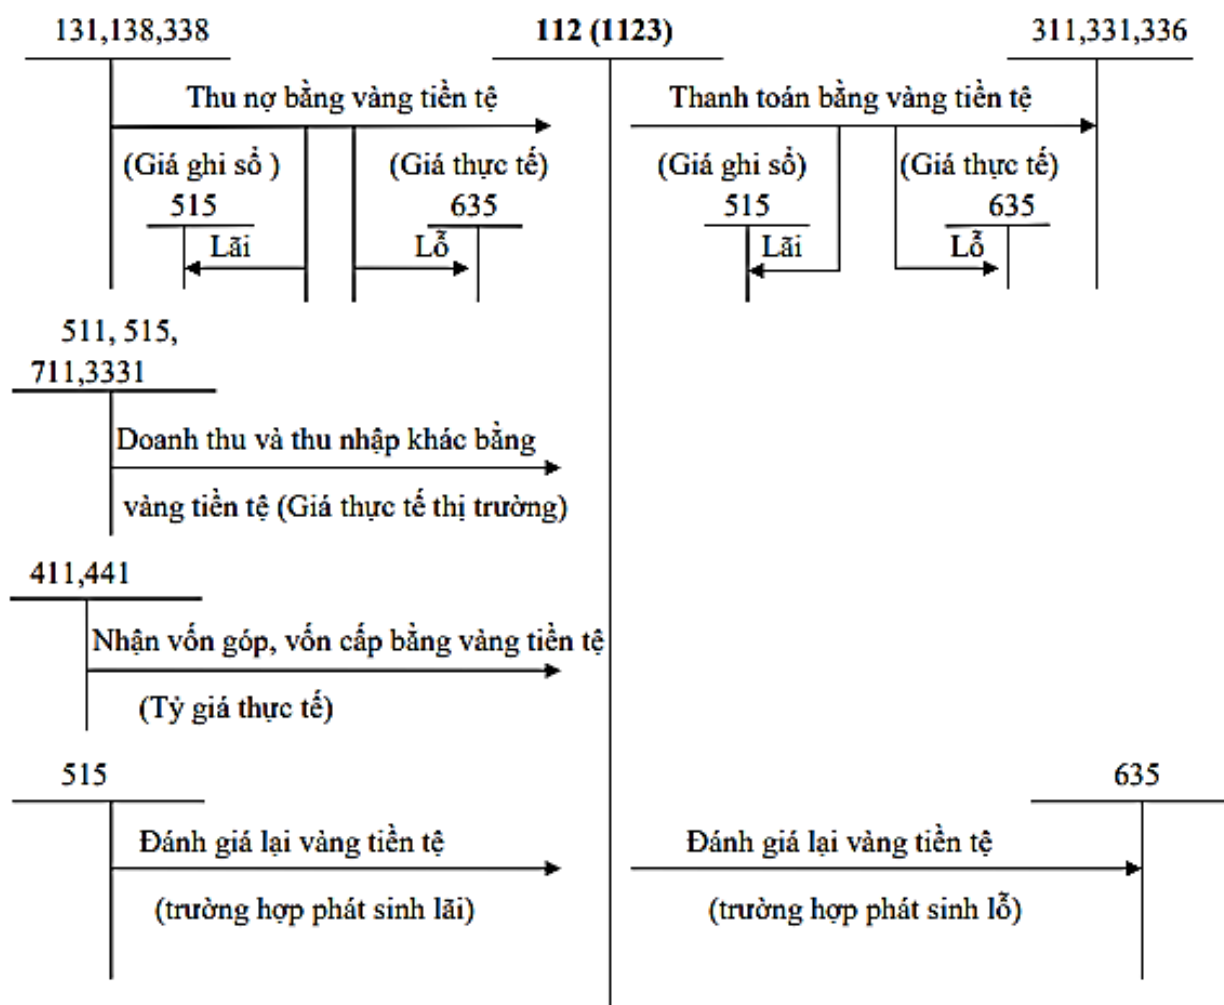 131,138,338
112 (1123)
311,331,336
Thu nợ bằng vàng tiền tệ
Thanh toán bằng vàng tiền tệ
(Giá ghi sổ )
(Giá thực tế)
(Giá ghi sổ)
(Giá thực tế)
515
635
515
635
Lãi
Lỗ
Lãi
Lỗ
511, 515,
711,3331
Doanh thu và thu nhập khác bằng
vàng tiền tệ (Giá thực tế thị trường)
411,441
Nhận vốn góp, vốn cấp bằng vàng tiền tệ
(Tỷ giá thực tế)
515
635
Đánh giá lại vàng tiền tệ
Đánh giá lại vàng tiền tệ
(trường hợp phát sinh lãi)
(trường hợp phát sinh lỗ)